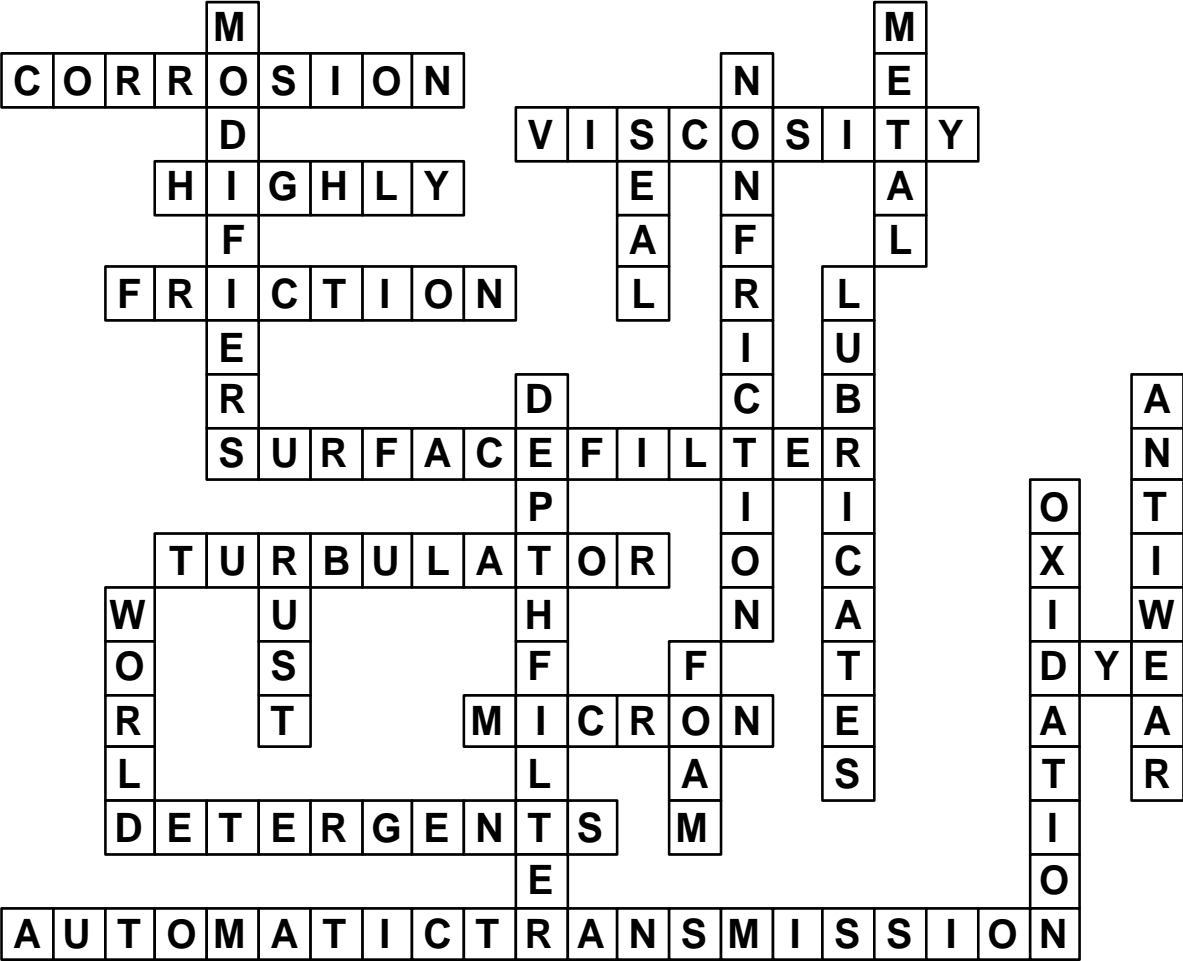 MODIFIERS
METAL
CORROSION
NONFRICTION
VISCOSITY
SEAL
HIGHLY
FRICTION
LUBRICATES
DEPTHFILTER
ANTIWEAR
SURFACEFILTER
OXIDATION
TURBULATOR
RUST
WORLD
FOAM
DYE
MICRON
DETERGENTS
AUTOMATICTRANSMISSION